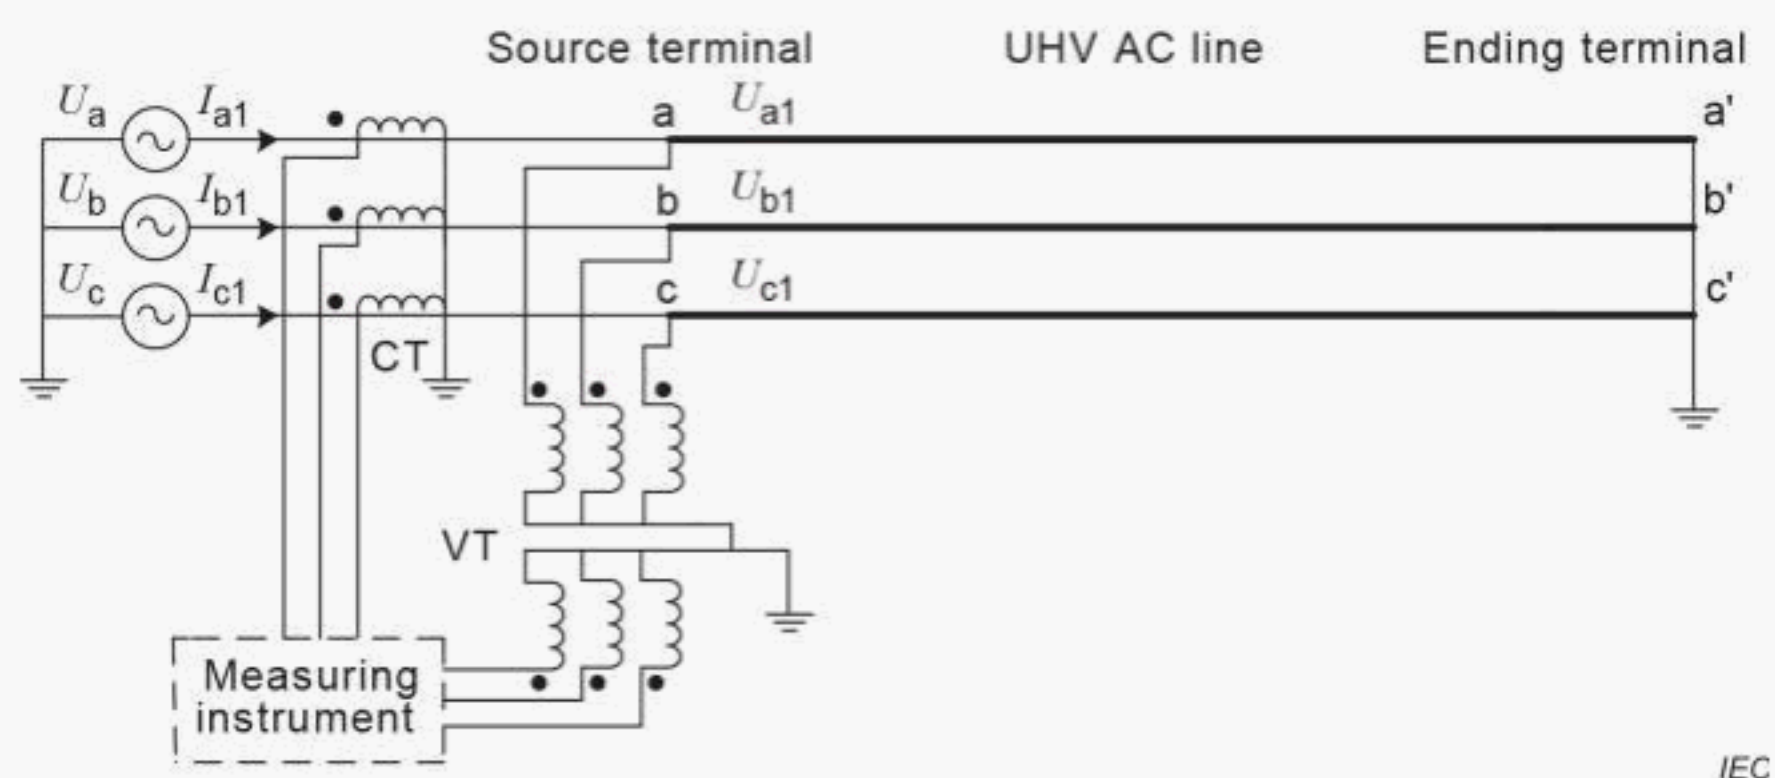 Source terminal UHV AC line Ending terminal
Ua Ia1 a Ua1 a'
Ub Ib1 b Ub1 b'
Uc Ic1 c Uc1 c'
CT
VT
Measuring
instrument
IEC